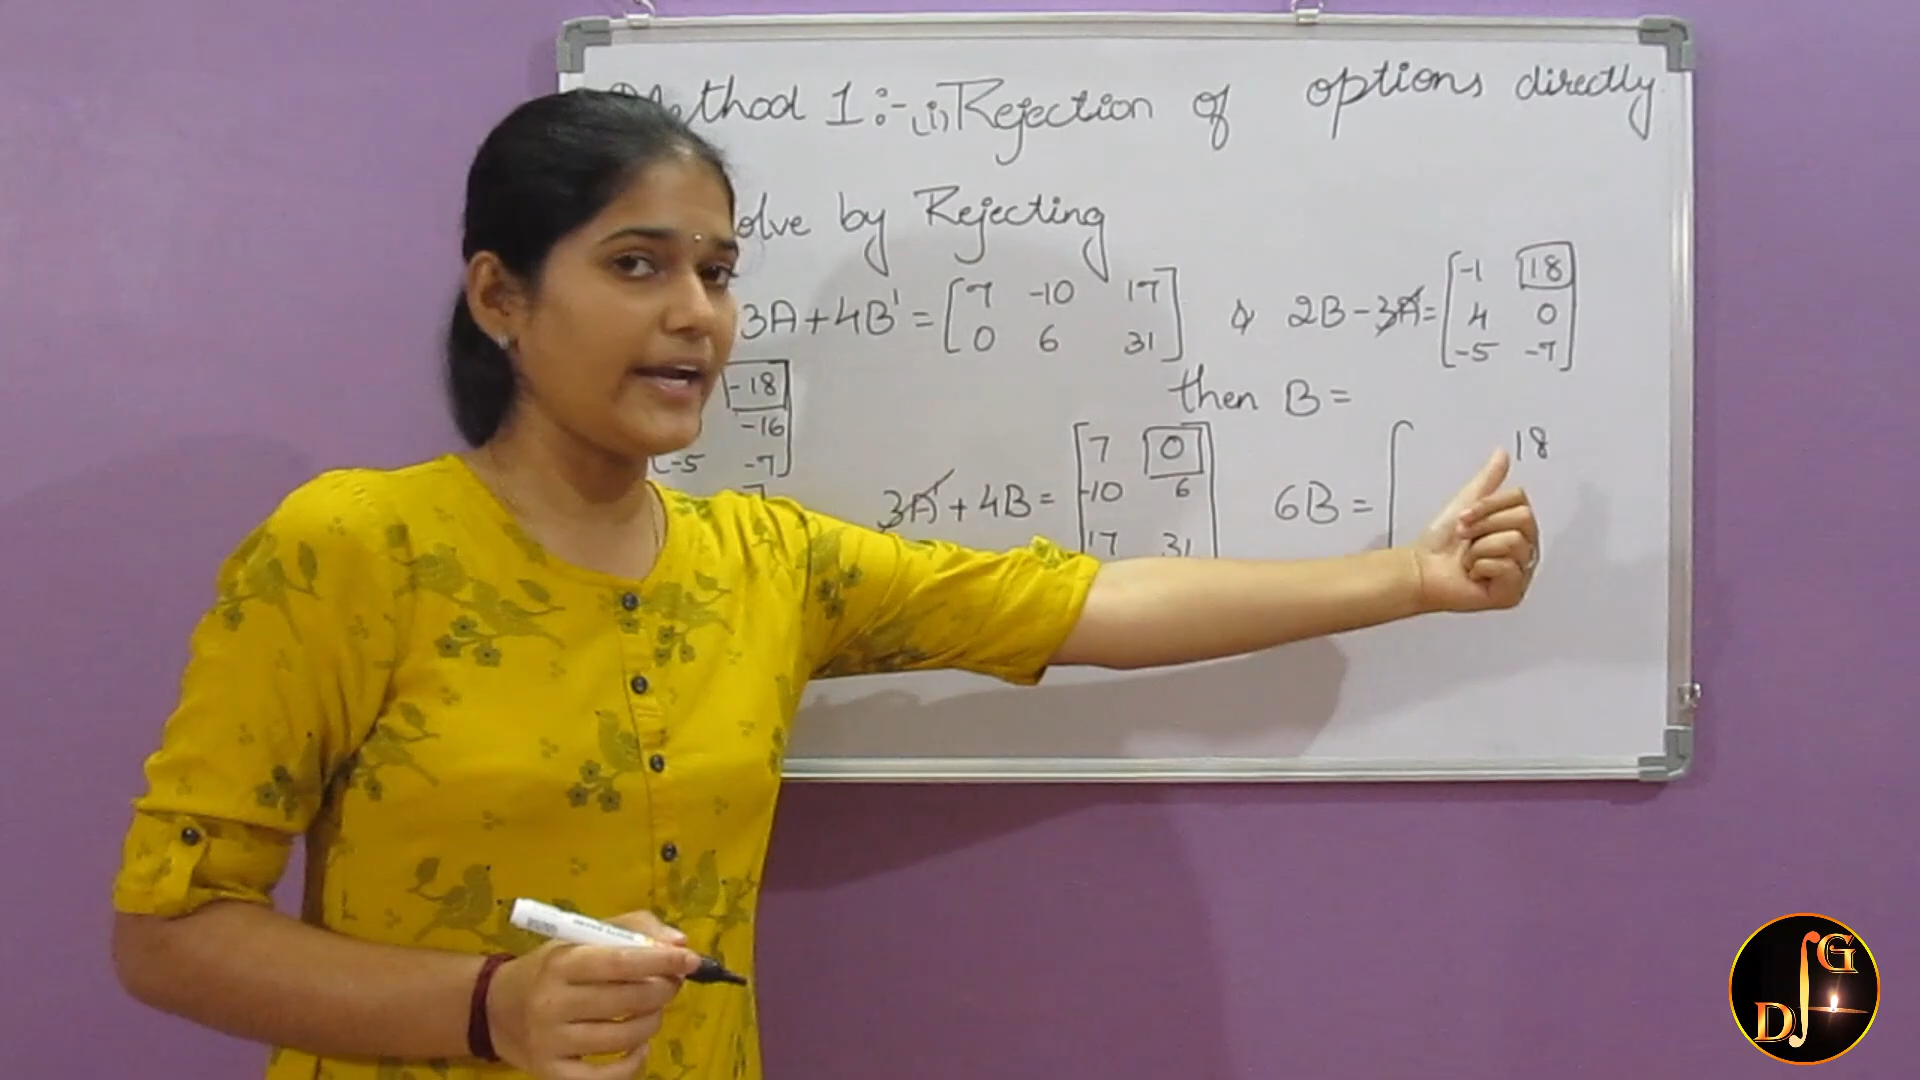 Method 1:- (i) Rejection of options directly
olve by Rejecting
3A+4B' = [7 -10 17
0 6 31] & 2B-3A' = [-1 18
4 0
-5 -7]
then B =
-18
-16
-5 -7]
3A' + 4B = [7 0
-10 6
17 31]
6B = [ 18
D G